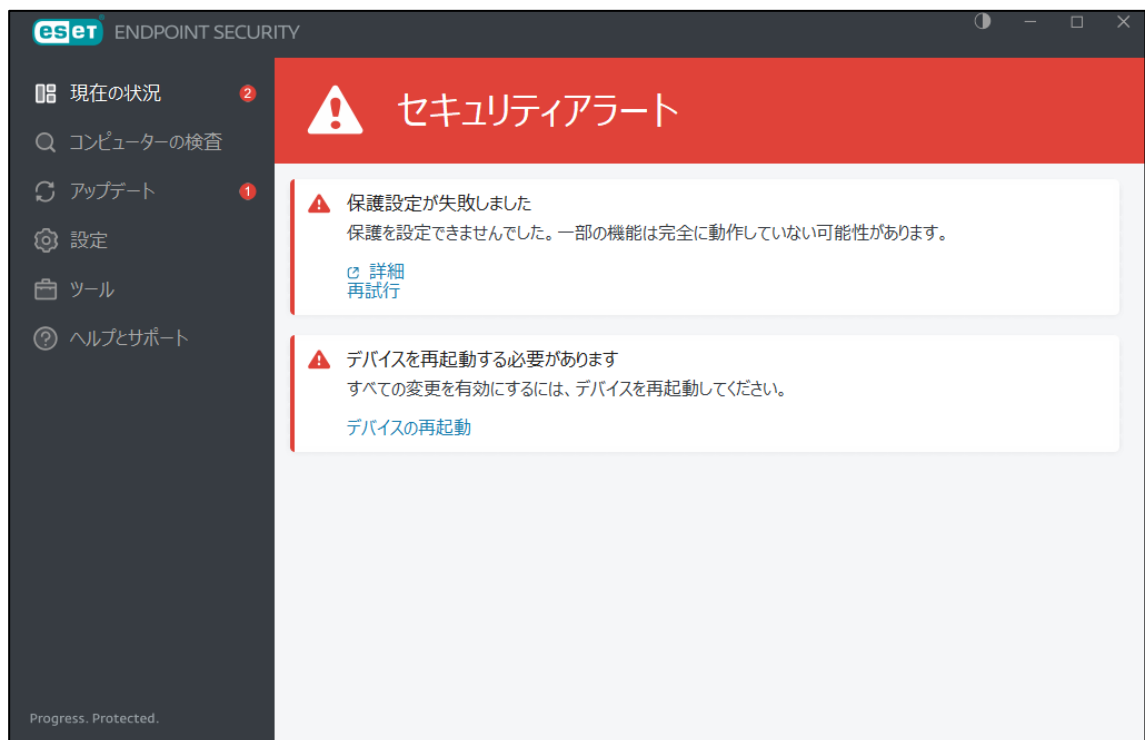 eset ENDPOINT SECURITY
現在の状況 2
コンピューターの検査
アップデート 1
設定
ツール
ヘルプとサポート
Progress. Protected.
セキュリティアラート
保護設定が失敗しました
保護を設定できませんでした。一部の機能は完全に動作していない可能性があります。
詳細
再試行
デバイスを再起動する必要があります
すべての変更を有効にするには、デバイスを再起動してください。
デバイスの再起動